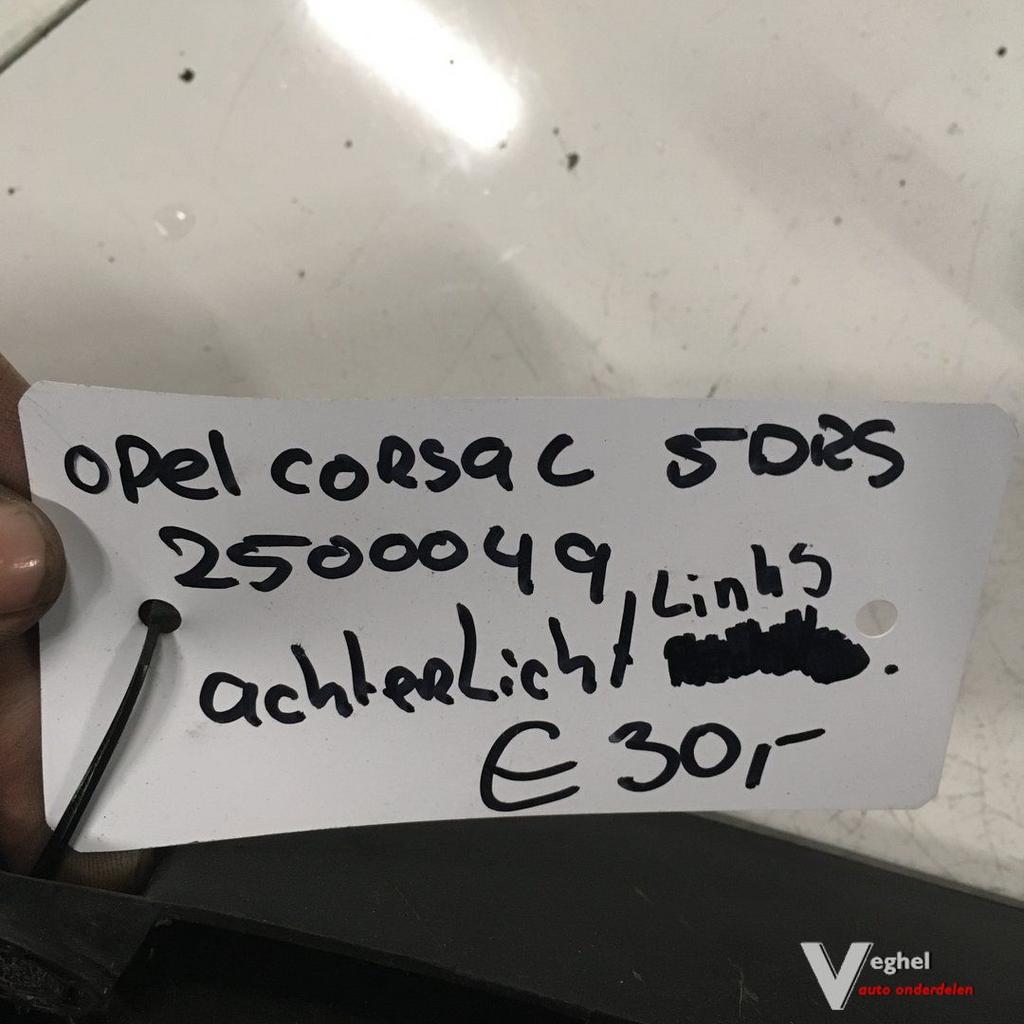 OPel CORSa C 5DRS
2500049
achterLicht Links
€ 30,-
Veghel
auto onderdelen